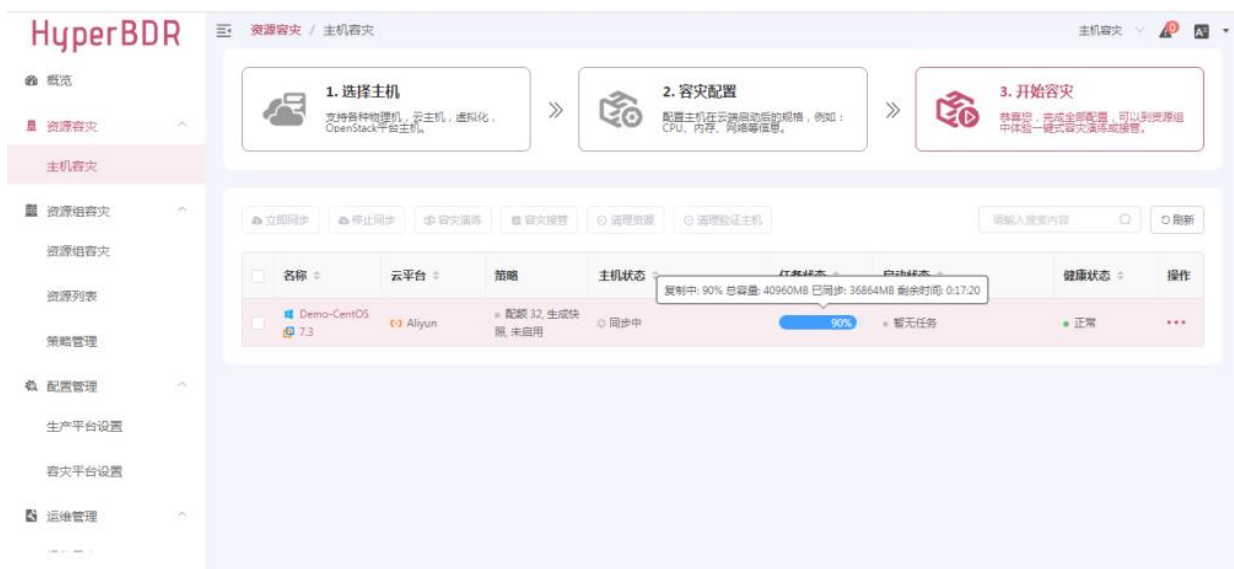 HyperBDR
资源容灾 / 主机容灾
主机容灾
0
A
概览
资源容灾
主机容灾
资源组容灾
资源组容灾
资源列表
策略管理
配置管理
生产平台设置
容灾平台设置
运维管理
1. 选择主机
支持各种物理机，云主机，虚拟化，
OpenStack平台主机。
2. 容灾配置
配置主机在云端启动后的规格，例如：
CPU、内存、网络等信息。
3. 开始容灾
恭喜您，完成全部配置，可以到资源组
中体验一键式容灾演练或接管。
立即同步 停止同步 容灾演练 容灾接管 清理资源 清理验证主机
请输入搜索内容 刷新
名称 云平台 策略 主机状态 任务状态 启动状态 健康状态 操作
复制中: 90% 总容量: 40960MB 已同步: 36864MB 剩余时间: 0:17:20
Demo-CentOS
7.3
Aliyun
配额 32, 生成快
照, 未启用
同步中
90%
暂无任务
正常